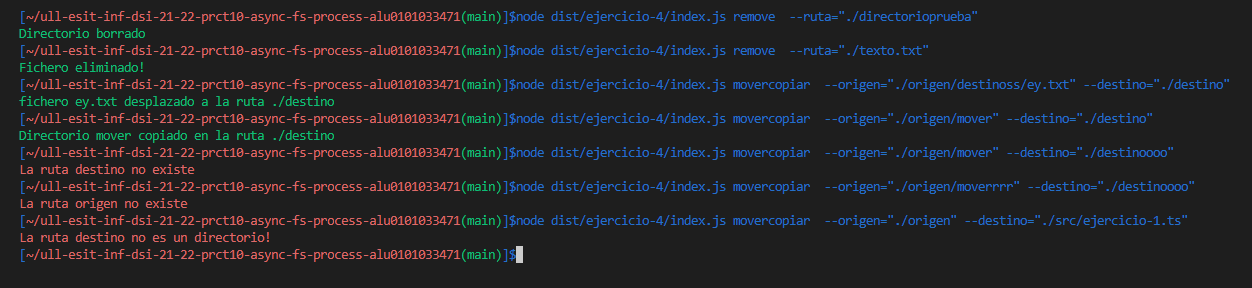 [~/ull-esit-inf-dsi-21-22-prct10-async-fs-process-alu0101033471(main)]$node dist/ejercicio-4/index.js remove  --ruta="./directorioprueba"
Directorio borrado
[~/ull-esit-inf-dsi-21-22-prct10-async-fs-process-alu0101033471(main)]$node dist/ejercicio-4/index.js remove  --ruta="./texto.txt"
Fichero eliminado!
[~/ull-esit-inf-dsi-21-22-prct10-async-fs-process-alu0101033471(main)]$node dist/ejercicio-4/index.js movercopiar  --origen="./origen/destinoss/ey.txt" --destino="./destino"
fichero ey.txt desplazado a la ruta ./destino
[~/ull-esit-inf-dsi-21-22-prct10-async-fs-process-alu0101033471(main)]$node dist/ejercicio-4/index.js movercopiar  --origen="./origen/mover" --destino="./destino"
Directorio mover copiado en la ruta ./destino
[~/ull-esit-inf-dsi-21-22-prct10-async-fs-process-alu0101033471(main)]$node dist/ejercicio-4/index.js movercopiar  --origen="./origen/mover" --destino="./destinoooo"
La ruta destino no existe
[~/ull-esit-inf-dsi-21-22-prct10-async-fs-process-alu0101033471(main)]$node dist/ejercicio-4/index.js movercopiar  --origen="./origen/moverrrr" --destino="./destinoooo"
La ruta origen no existe
[~/ull-esit-inf-dsi-21-22-prct10-async-fs-process-alu0101033471(main)]$node dist/ejercicio-4/index.js movercopiar  --origen="./origen" --destino="./src/ejercicio-1.ts"
La ruta destino no es un directorio!
[~/ull-esit-inf-dsi-21-22-prct10-async-fs-process-alu0101033471(main)]$